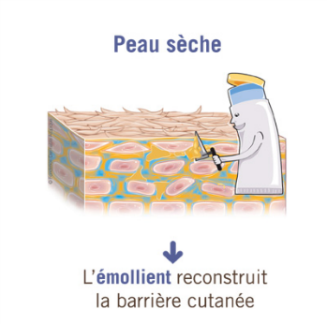 Peau sèche
L'émollient reconstruit
la barrière cutanée